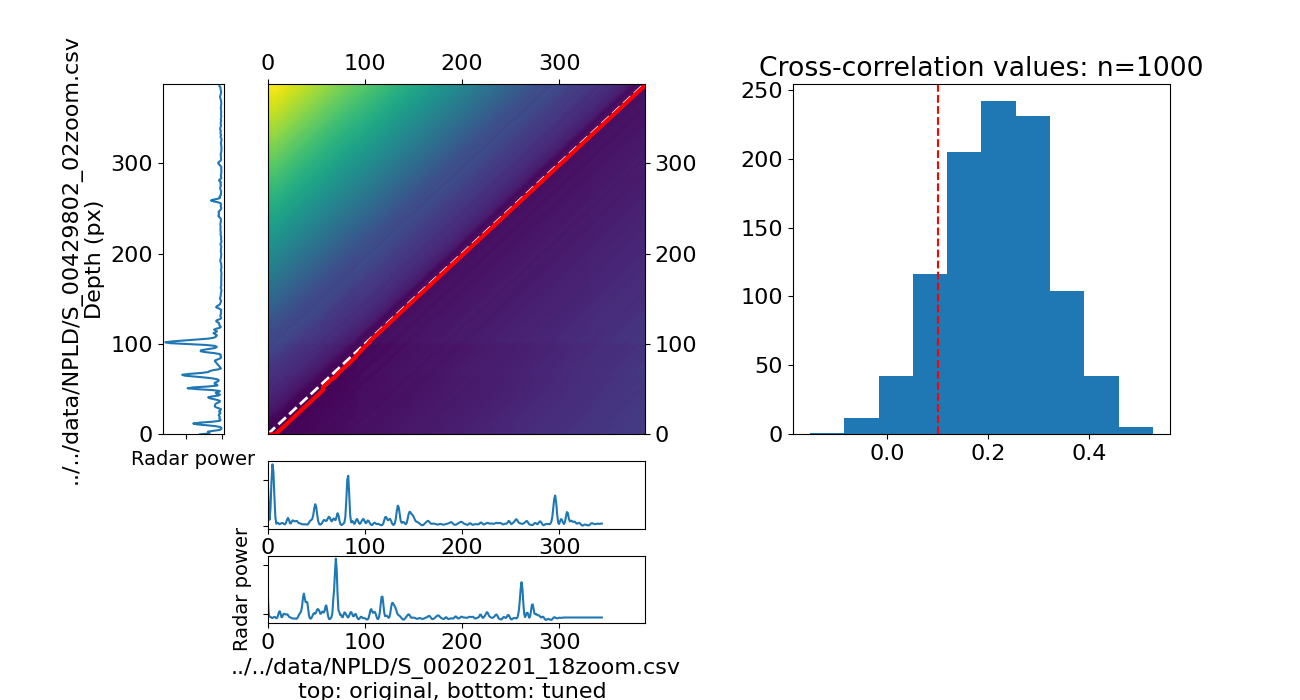 ../../data/NPLD/S_00429802_02zoom.csv
Depth (px)
0
100
200
300
Radar power
0 100 200 300
300
200
100
0
0 100 200 300
0 100 200 300
Radar power
../../data/NPLD/S_00202201_18zoom.csv
top: original, bottom: tuned
Cross-correlation values: n=1000
250
200
150
100
50
0
0.0 0.2 0.4